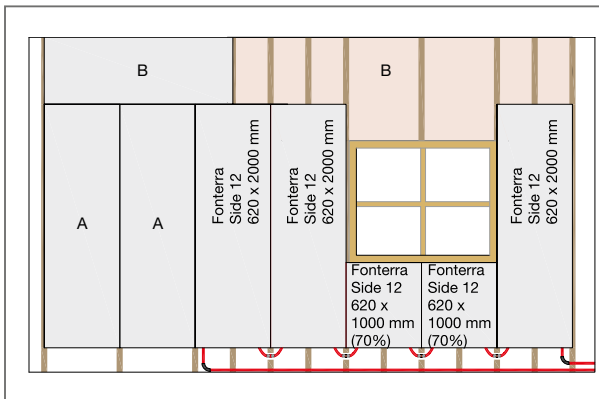 B
B
A
A
Fonterra
Side 12
620 x 2000 mm
Fonterra
Side 12
620 x 2000 mm
Fonterra
Side 12
620 x 2000 mm
Fonterra
Side 12
620 x
1000 mm
(70%)
Fonterra
Side 12
620 x
1000 mm
(70%)